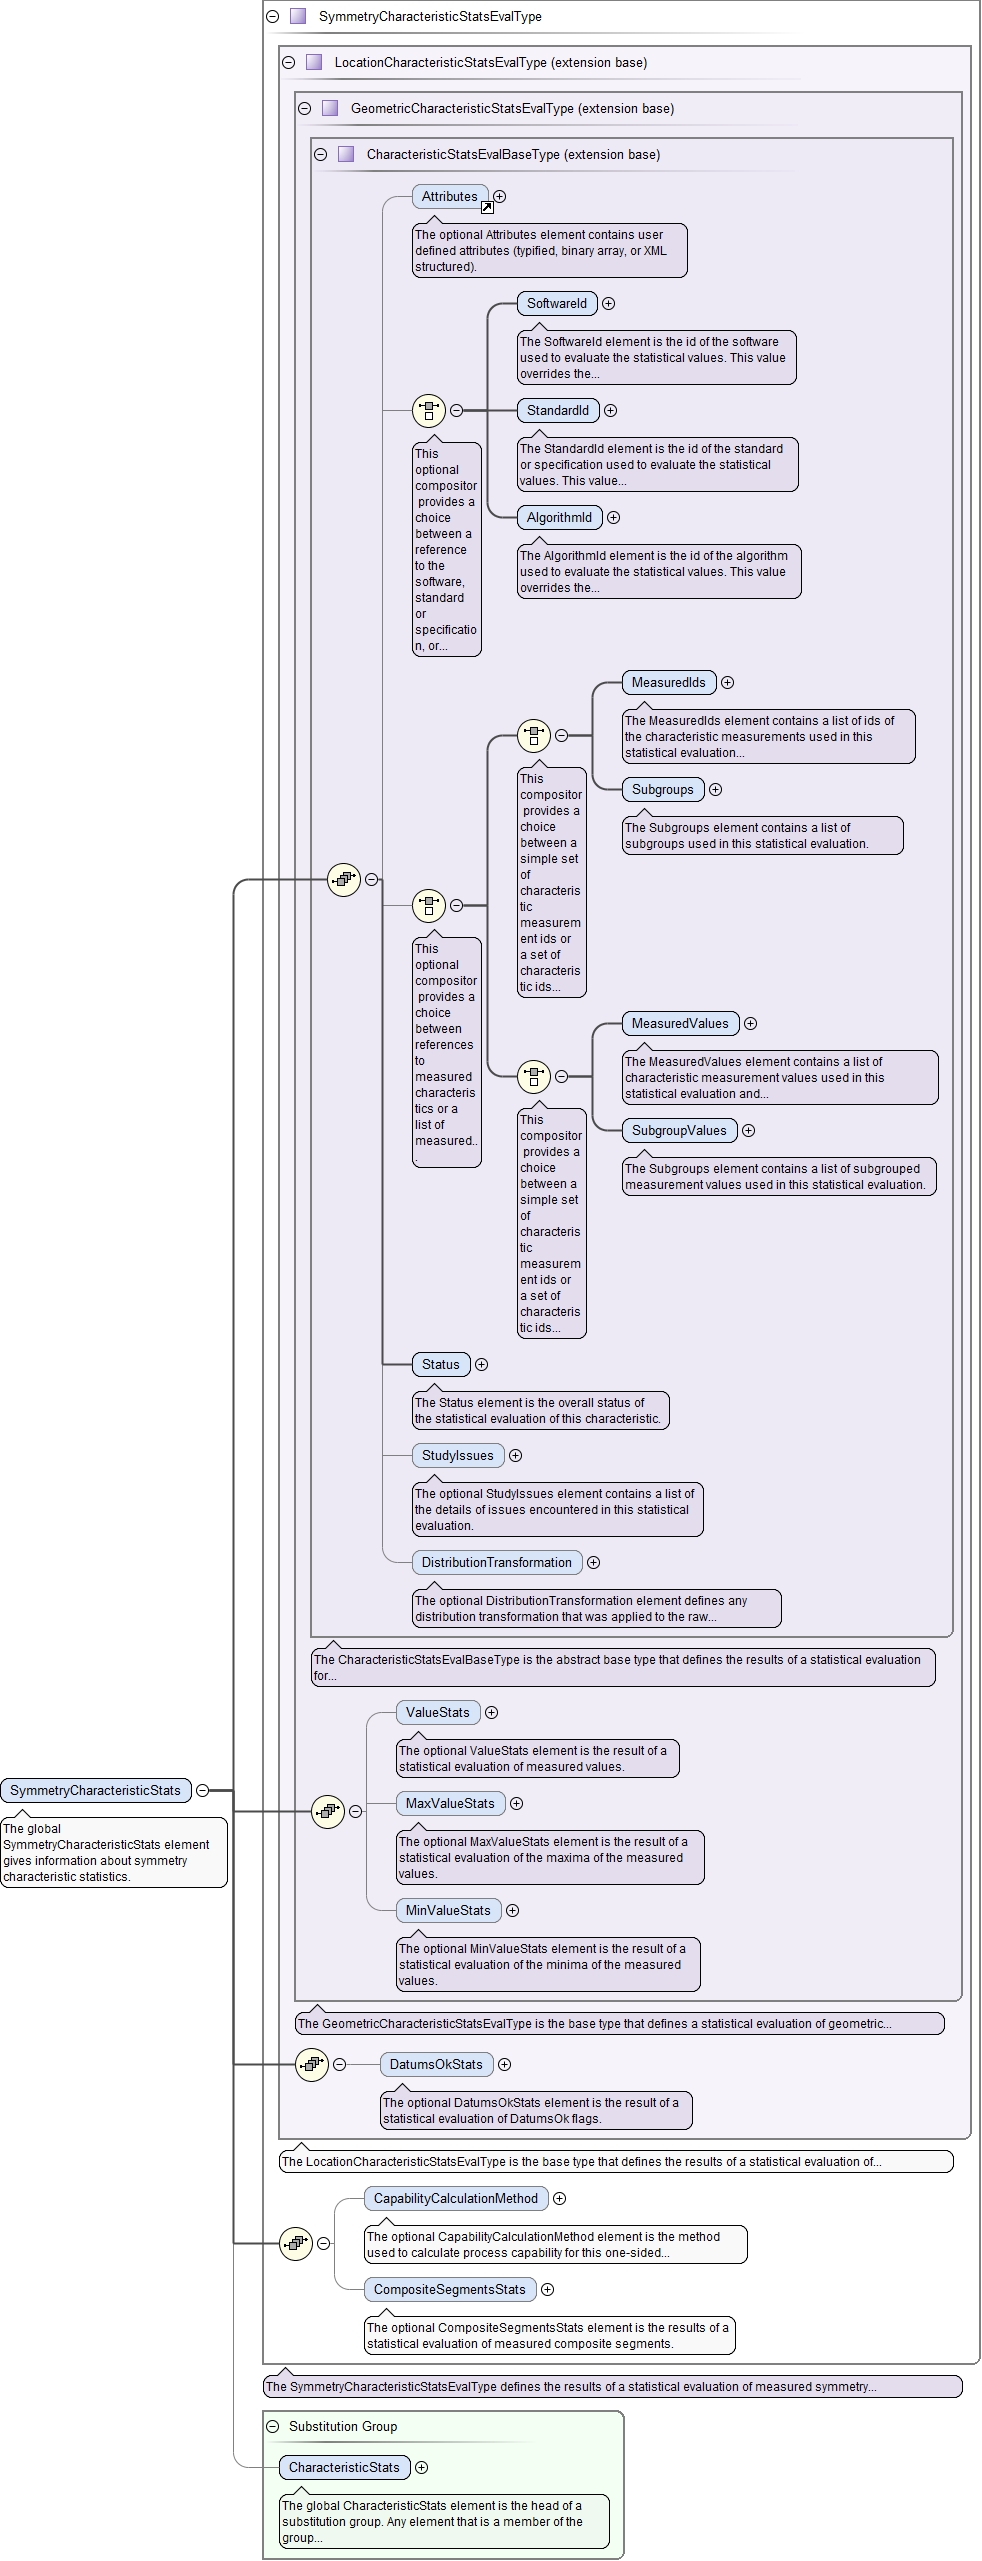 SymmetryCharacteristicStatsEvalType
LocationCharacteristicStatsEvalType (extension base)
GeometricCharacteristicStatsEvalType (extension base)
CharacteristicStatsEvalBaseType (extension base)
Attributes
The optional Attributes element contains user
defined attributes (typified, binary array, or XML
structured).
SoftwareId
The SoftwareId element is the id of the software
used to evaluate the statistical values. This value
overrides the...
StandardId
The StandardId element is the id of the standard
or specification used to evaluate the statistical
values. This value...
AlgorithmId
The AlgorithmId element is the id of the algorithm
used to evaluate the statistical values. This value
overrides the...
This
optional
compositor
provides a
choice
between a
reference
to the
software,
standard
or
specificatio
n, or...
MeasuredIds
The MeasuredIds element contains a list of ids of
the characteristic measurements used in this
statistical evaluation...
Subgroups
The Subgroups element contains a list of
subgroups used in this statistical evaluation.
This
compositor
provides a
choice
between a
simple set
of
characteris
tic
measurem
ent ids or
a set of
characteris
tic ids...
This
optional
compositor
provides a
choice
between
references
to
measured
characteris
tics or a
list of
measured..
.
MeasuredValues
The MeasuredValues element contains a list of
characteristic measurement values used in this
statistical evaluation and...
SubgroupValues
The Subgroups element contains a list of subgrouped
measurement values used in this statistical evaluation.
This
compositor
provides a
choice
between a
simple set
of
characteris
tic
measurem
ent ids or
a set of
characteris
tic ids...
Status
The Status element is the overall status of
the statistical evaluation of this characteristic.
StudyIssues
The optional StudyIssues element contains a list of
the details of issues encountered in this statistical
evaluation.
DistributionTransformation
The optional DistributionTransformation element defines any
distribution transformation that was applied to the raw...
The CharacteristicStatsEvalBaseType is the abstract base type that defines the results of a statistical evaluation
for...
ValueStats
The optional ValueStats element is the result of a
statistical evaluation of measured values.
SymmetryCharacteristicStats
The global
SymmetryCharacteristicStats element
gives information about symmetry
characteristic statistics.
MaxValueStats
The optional MaxValueStats element is the result of a
statistical evaluation of the maxima of the measured
values.
MinValueStats
The optional MinValueStats element is the result of a
statistical evaluation of the minima of the measured
values.
The GeometricCharacteristicStatsEvalType is the base type that defines a statistical evaluation of geometric...
DatumsOkStats
The optional DatumsOkStats element is the result of a
statistical evaluation of DatumsOk flags.
The LocationCharacteristicStatsEvalType is the base type that defines the results of a statistical evaluation of...
CapabilityCalculationMethod
The optional CapabilityCalculationMethod element is the method
used to calculate process capability for this one-sided...
CompositeSegmentsStats
The optional CompositeSegmentsStats element is the results of a
statistical evaluation of measured composite segments.
The SymmetryCharacteristicStatsEvalType defines the results of a statistical evaluation of measured symmetry...
Substitution Group
CharacteristicStats
The global CharacteristicStats element is the head of a
substitution group. Any element that is a member of the
group...